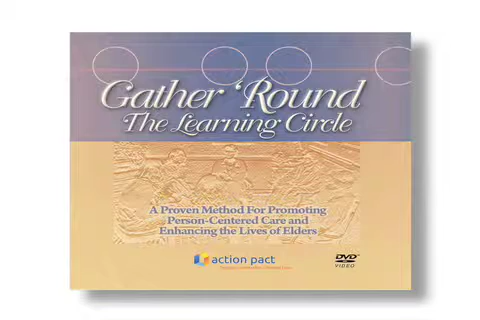 Gather 'Round
The Learning Circle
A Proven Method For Promoting
Person-Centered Care and
Enhancing the Lives of Elders
action pact
DVD
VIDEO